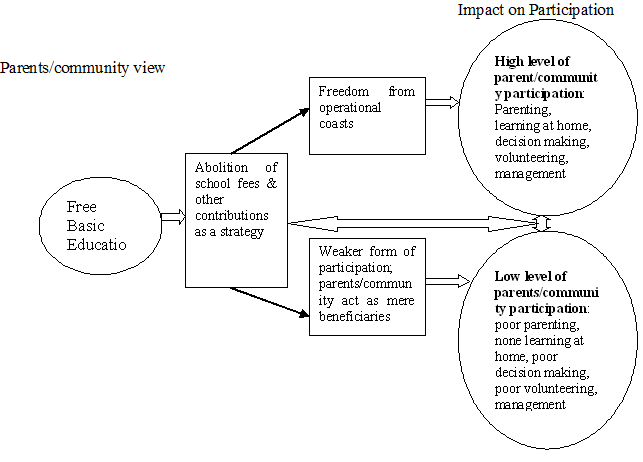 Impact on Participation
Parents/community view
Free
Basic
Educatio
Abolition of
school fees &
other
contributions
as a strategy
Freedom from
operational
coasts
Weaker form of
participation;
parents/commun
ity act as mere
beneficiaries
High level of
parent/communit
y participation:
Parenting,
learning at home,
decision making,
volunteering,
management
Low level of
parents/communi
ty participation:
poor parenting,
none learning at
home, poor
decision making,
poor volunteering,
management